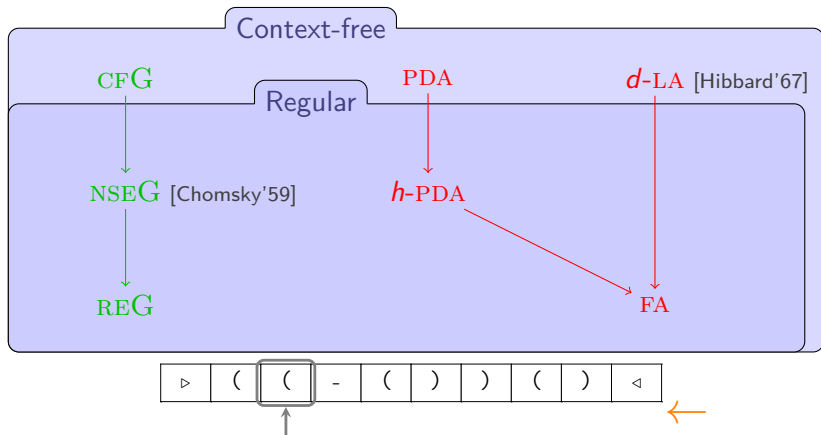 Context-free
CFG PDA d-LA [Hibbard'67]
Regular
NSEG [Chomsky'59] h-PDA
REG FA
▷ ( ( - ( ) ) ( ) ◁